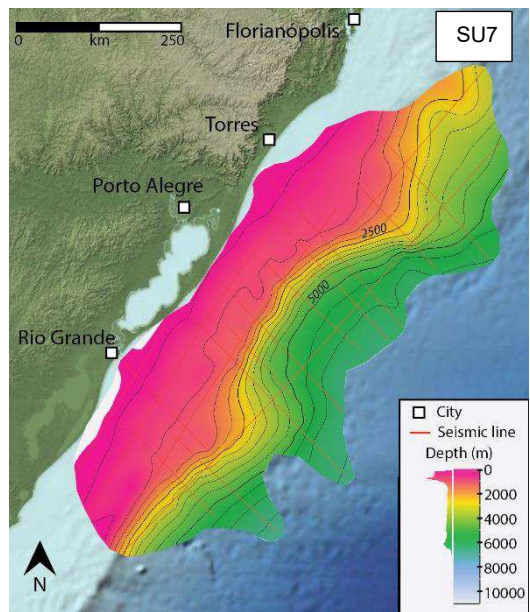 SU7
0 km 250
Florianópolis
Torres
Porto Alegre
Rio Grande
2500
5000
N
City
Seismic line
Depth (m)
0
2000
4000
6000
8000
10000